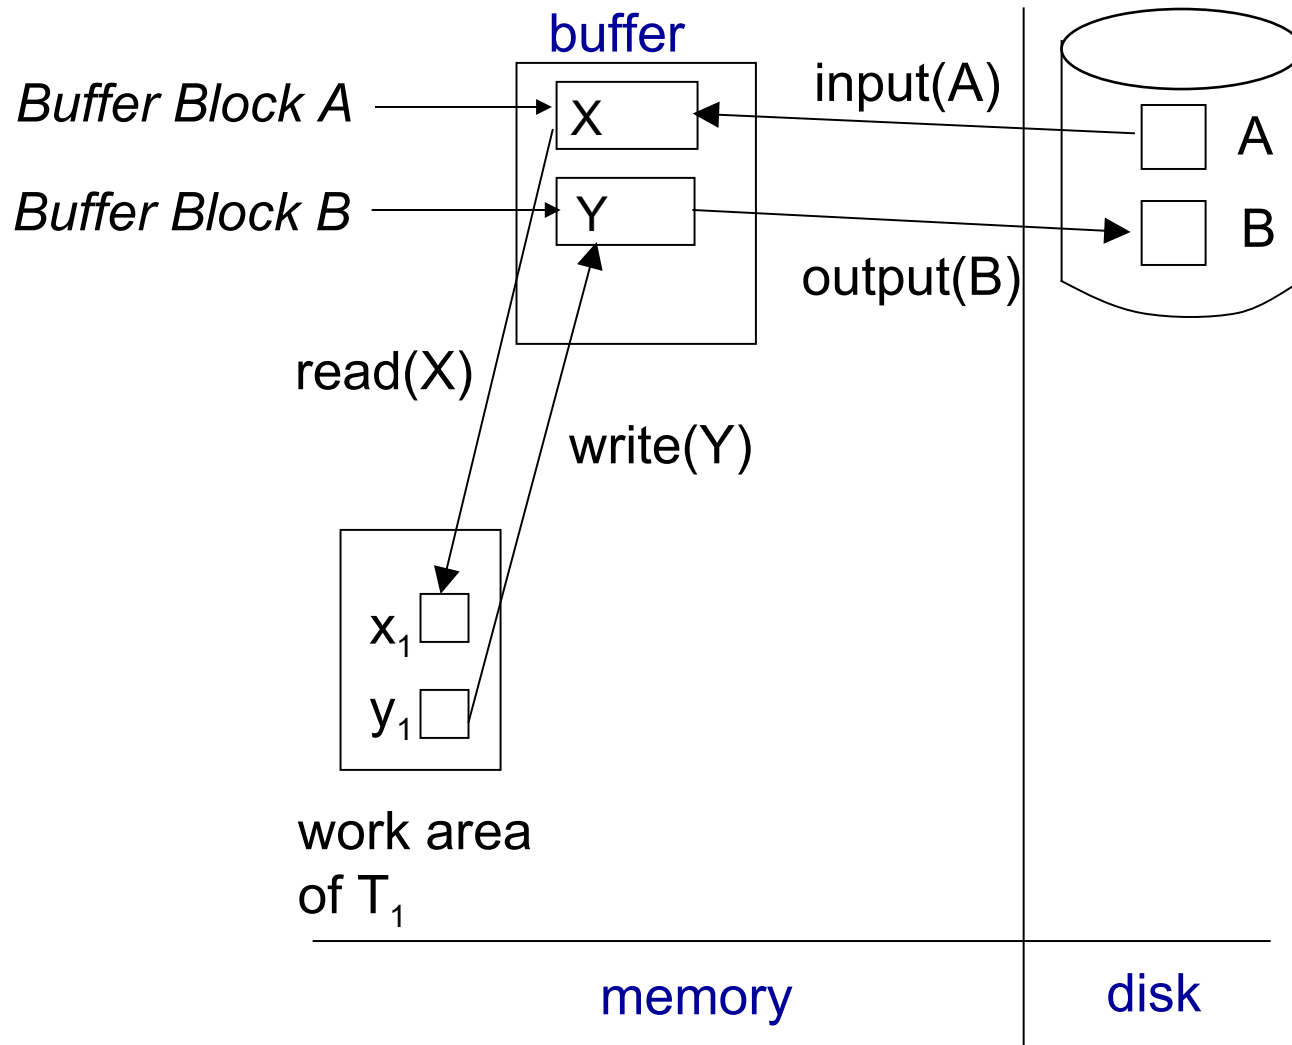 buffer
Buffer Block A
X
input(A)
A
Buffer Block B
Y
B
output(B)
read(X)
write(Y)
x₁
y₁
work area
of T₁
memory
disk